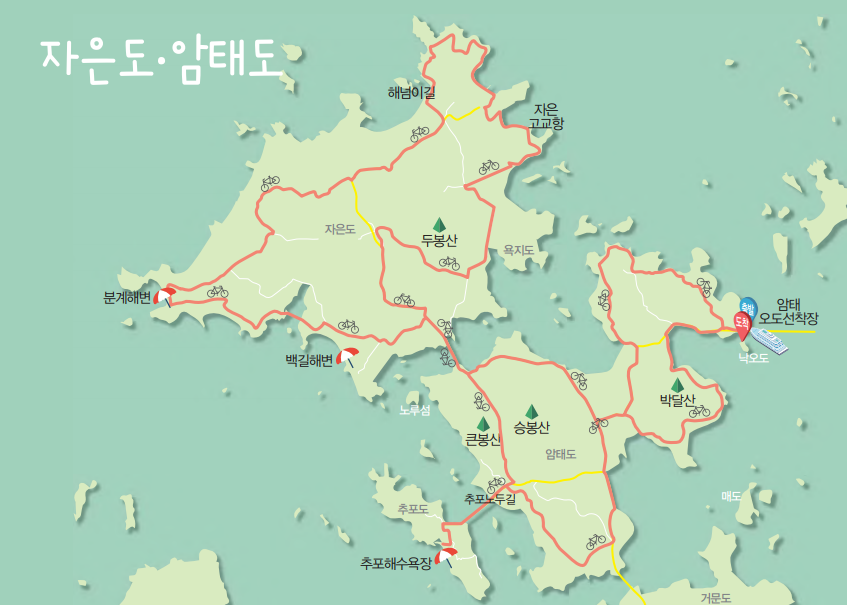 자은도·암태도
해넘이길
자은
고교항
자은도
두봉산
욕지도
분계해변
출발
암태
오도선착장
도착
낙오도
백길해변
박달산
노루섬
큰봉산
승봉산
암태도
추포노두길
매도
추포도
추포해수욕장
거문도